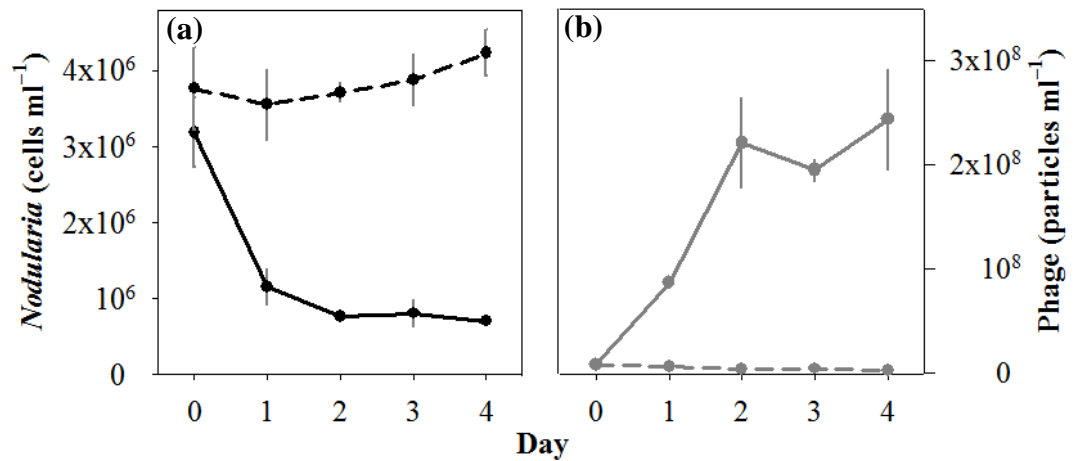 (a)
Nodularia (cells ml⁻¹)
4x10⁶
3x10⁶
2x10⁶
10⁶
0
0 1 2 3 4
(b)
3x10⁸
2x10⁸
10⁸
0
Phage (particles ml⁻¹)
0 1 2 3 4
Day